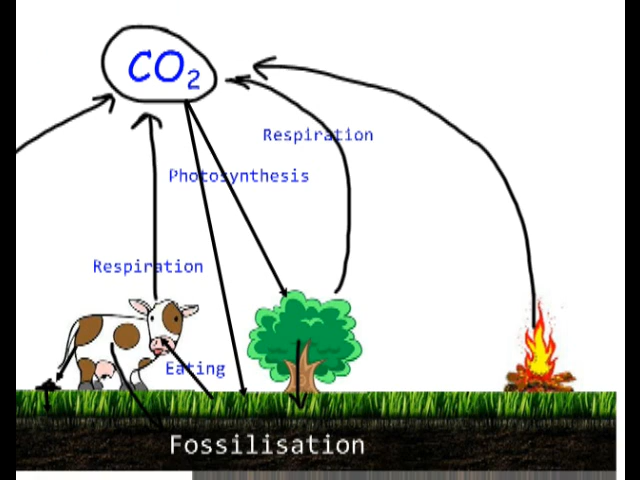 CO₂
Respiration
Photosynthesis
Respiration
Eating
Fossilisation